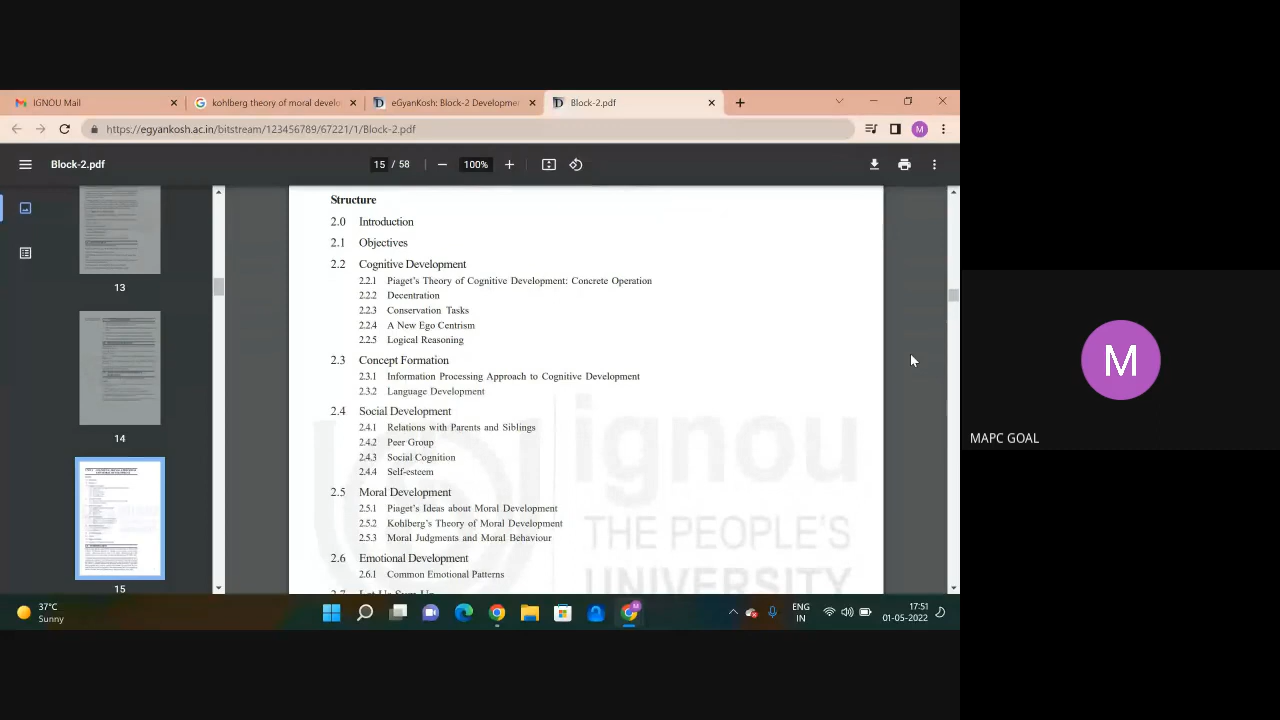 IGNOU Mail
kohlberg theory of moral develo
eGyanKosh: Block-2 Developme
Block-2.pdf
https://egyankosh.ac.in/bitstream/123456789/67221/1/Block-2.pdf
M
Block-2.pdf
15 / 58
100%
13
14
15
Structure
2.0 Introduction
2.1 Objectives
2.2 Cognitive Development
2.2.1 Piaget's Theory of Cognitive Development: Concrete Operation
2.2.2 Decentration
2.2.3 Conservation Tasks
2.2.4 A New Ego Centrism
2.2.5 Logical Reasoning
2.3 Concept Formation
2.3.1 Information Processing Approach to Cognitive Development
2.3.2 Language Development
2.4 Social Development
2.4.1 Relations with Parents and Siblings
2.4.2 Peer Group
2.4.3 Social Cognition
2.4.4 Self-esteem
2.5 Moral Development
2.5.1 Piaget's Ideas about Moral Development
2.5.2 Kohlberg's Theory of Moral Development
2.5.3 Moral Judgments and Moral Behaviour
2.6 Emotional Development
2.6.1 Common Emotional Patterns
2.7 Let Us Sum Up
ignou
THE PEOPLE'S
UNIVERSITY
M
MAPC GOAL
37°C
Sunny
ENG
IN
17:51
01-05-2022